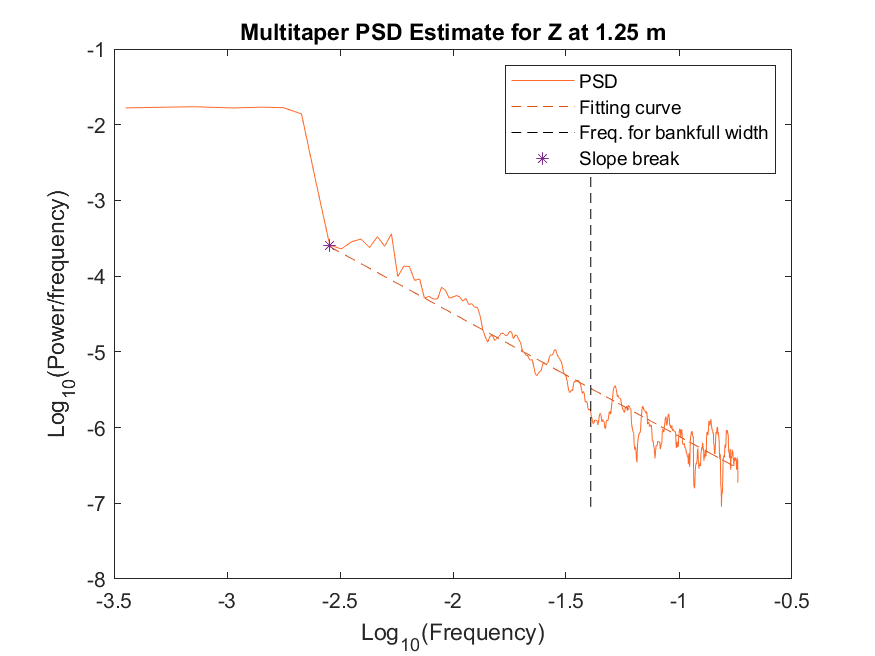 Multitaper PSD Estimate for Z at 1.25 m
-1
-2
-3
-4
-5
-6
-7
-8
Log10(Power/frequency)
PSD
Fitting curve
Freq. for bankfull width
Slope break
-3.5 -3 -2.5 -2 -1.5 -1 -0.5
Log10(Frequency)